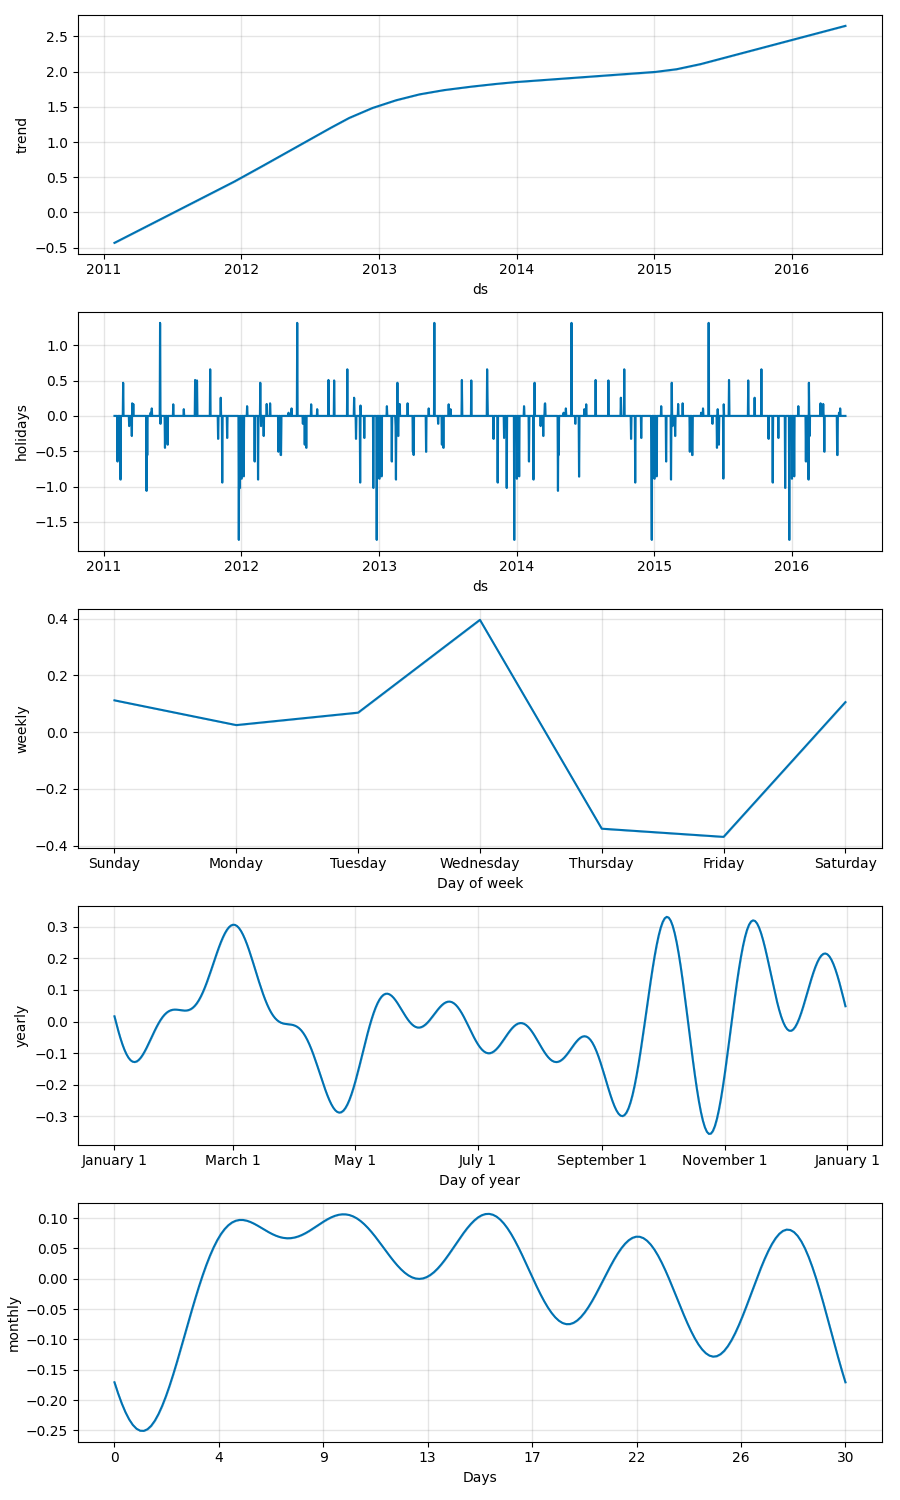 2.5
2.0
1.5
1.0
0.5
0.0
−0.5
trend
2011 2012 2013 2014 2015 2016
ds
1.0
0.5
0.0
−0.5
−1.0
−1.5
holidays
2011 2012 2013 2014 2015 2016
ds
0.4
0.2
0.0
−0.2
−0.4
weekly
Sunday Monday Tuesday Wednesday Thursday Friday Saturday
Day of week
0.3
0.2
0.1
0.0
−0.1
−0.2
−0.3
yearly
January 1 March 1 May 1 July 1 September 1 November 1 January 1
Day of year
0.10
0.05
0.00
−0.05
−0.10
−0.15
−0.20
−0.25
monthly
0 4 9 13 17 22 26 30
Days